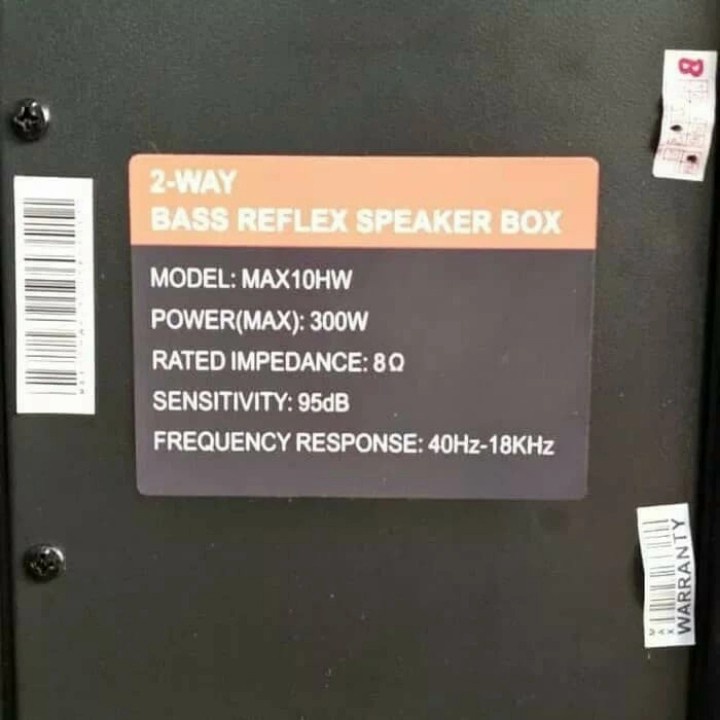 2-WAY
BASS REFLEX SPEAKER BOX
MODEL: MAX10HW
POWER(MAX): 300W
RATED IMPEDANCE: 8Ω
SENSITIVITY: 95dB
FREQUENCY RESPONSE: 40Hz-18KHz
8
WARRANTY